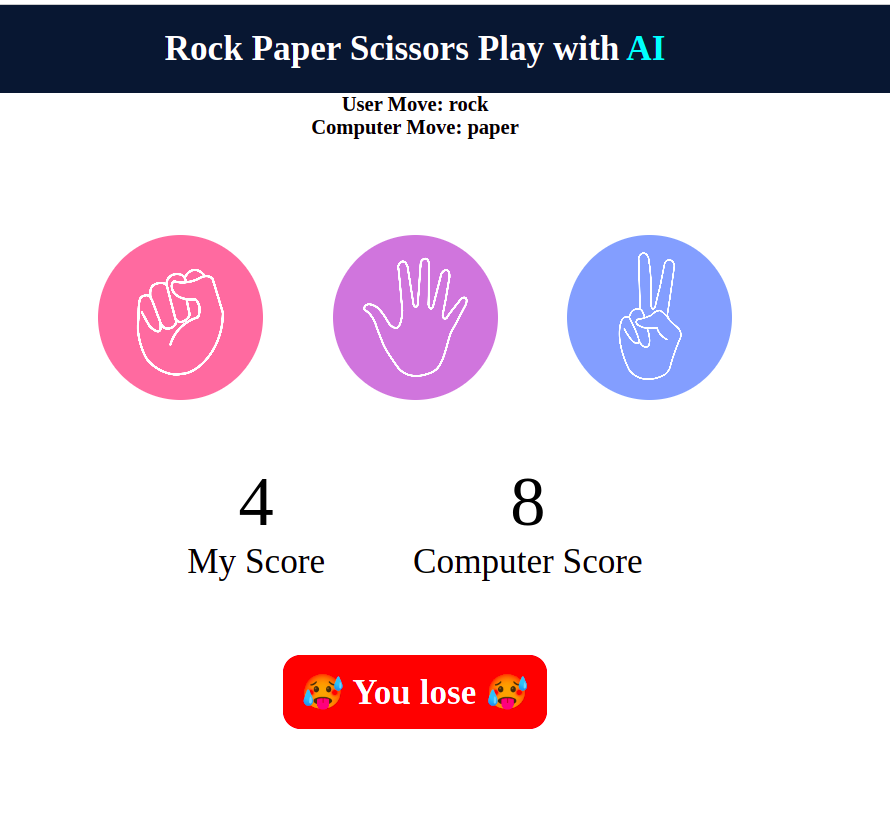 Rock Paper Scissors Play with AI
User Move: rock
Computer Move: paper
4
My Score
8
Computer Score
🥵 You lose 🥵